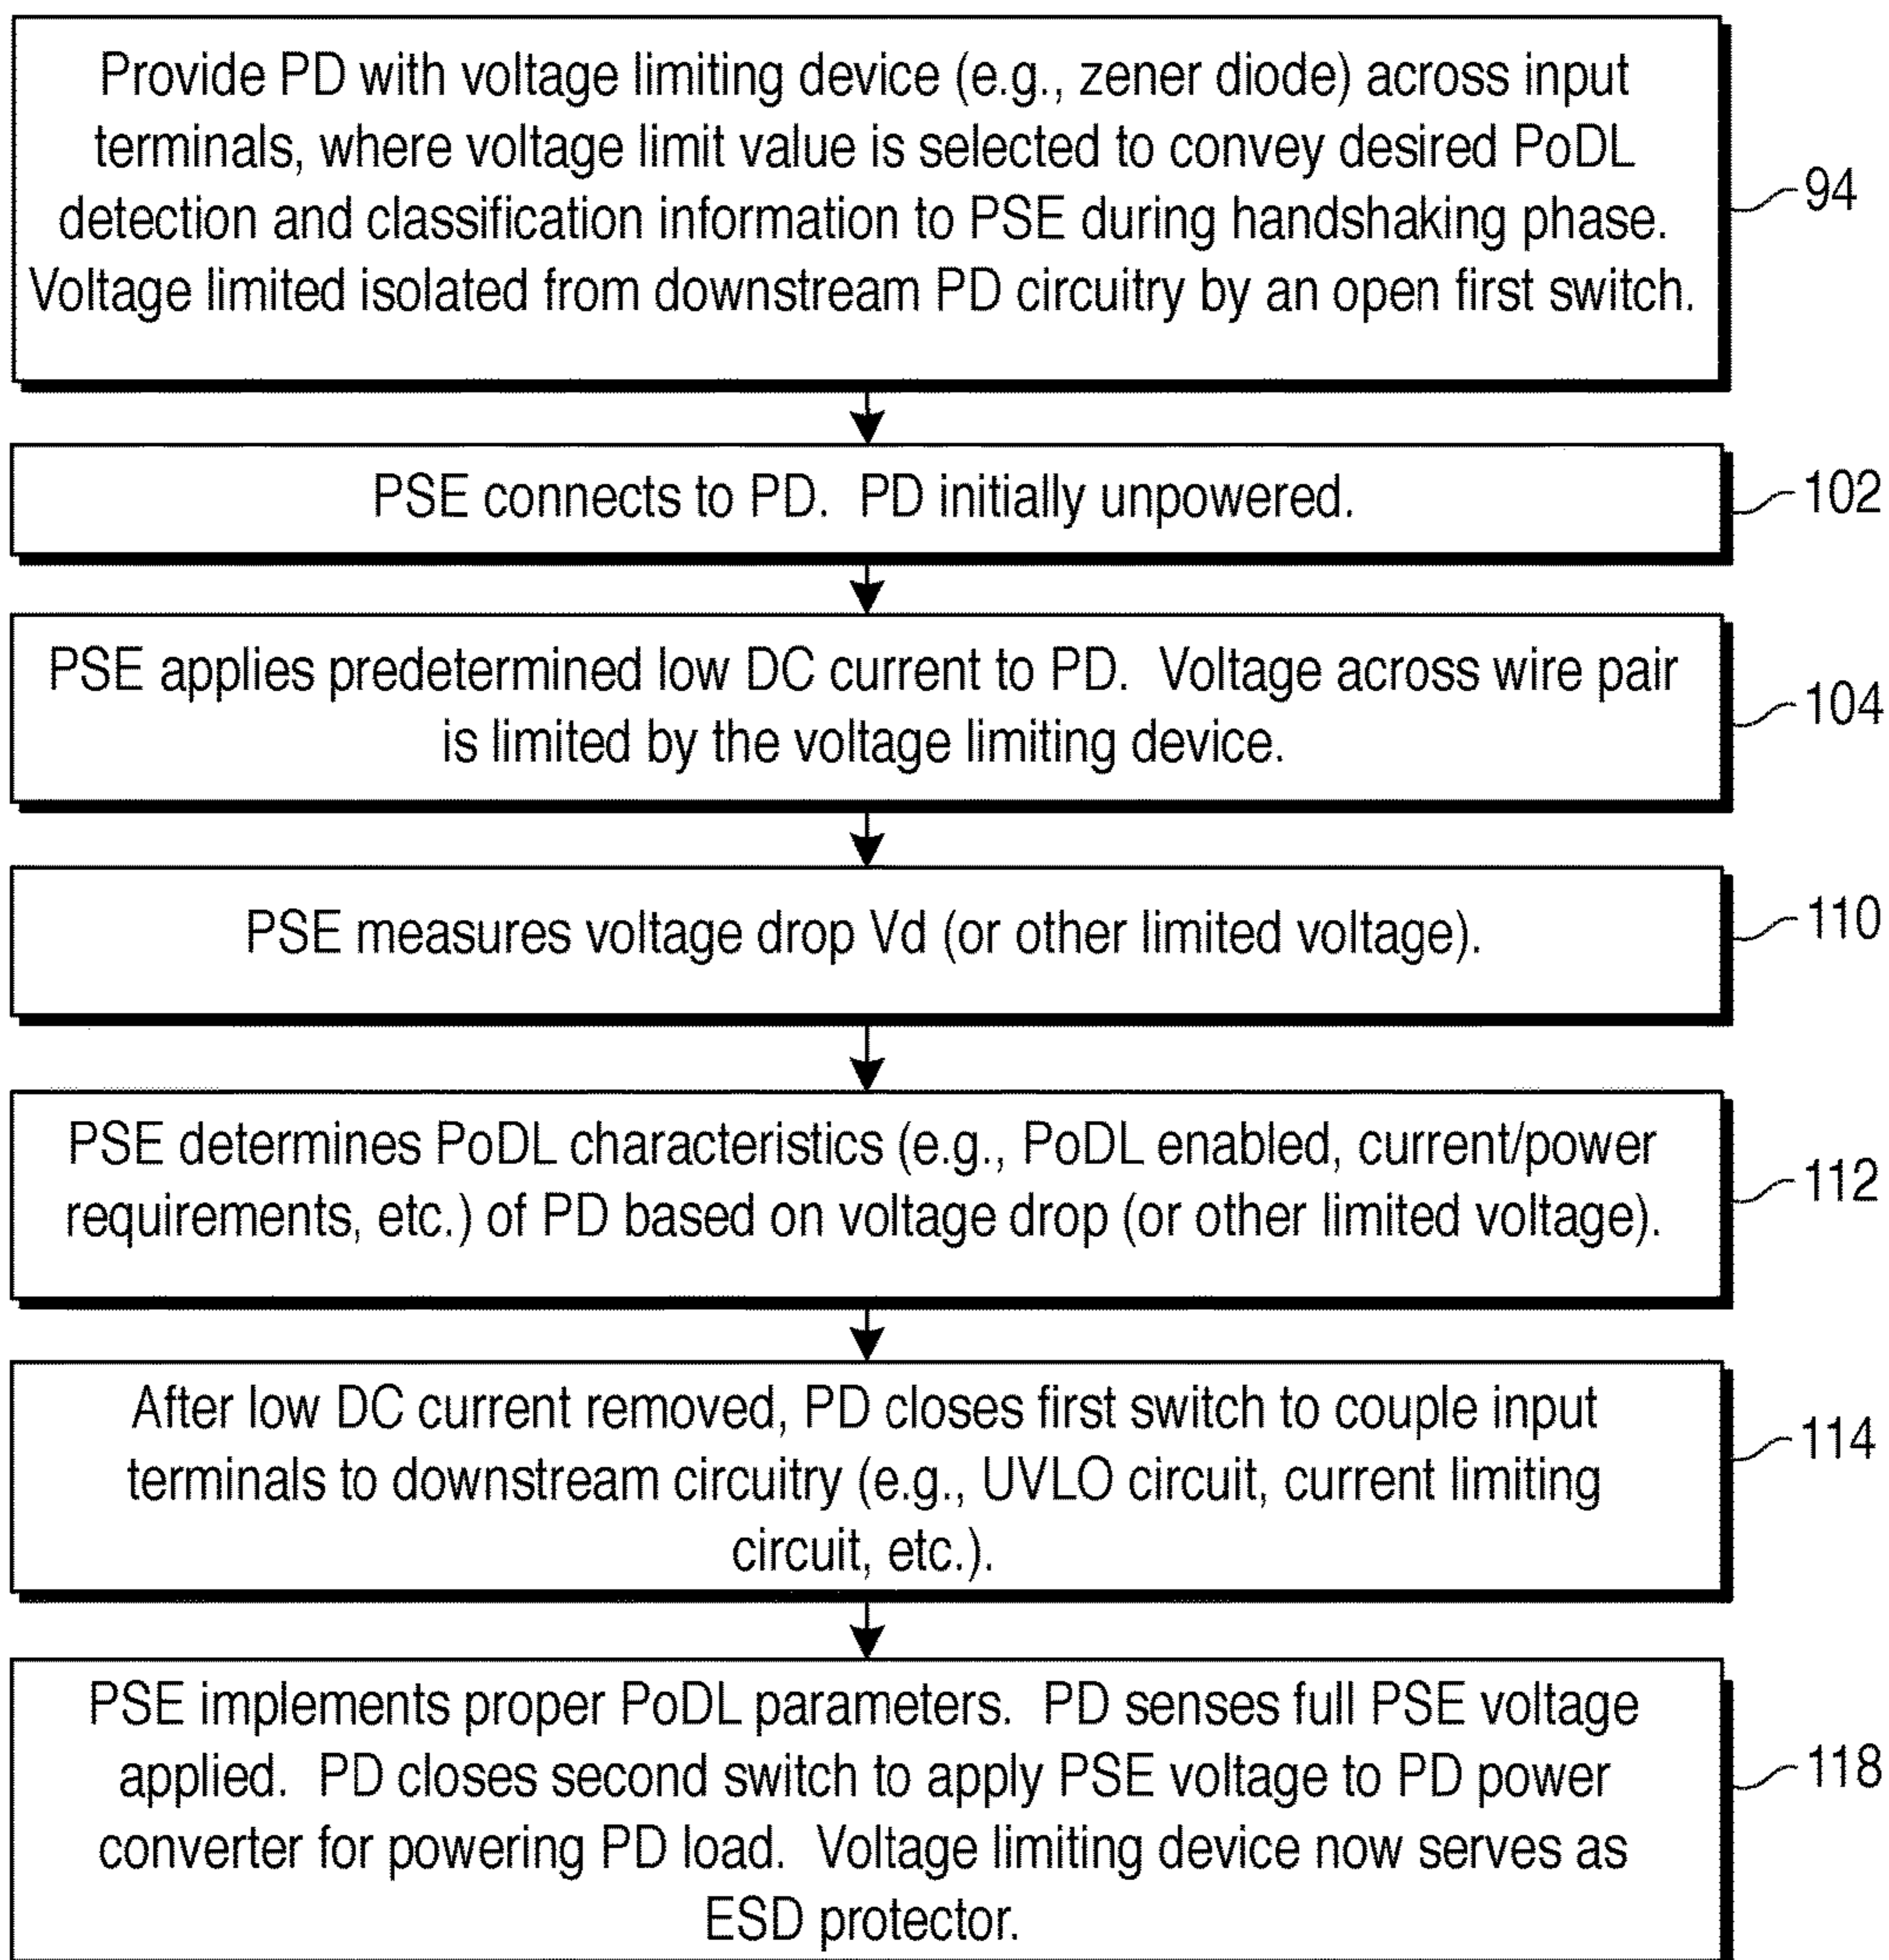 Provide PD with voltage limiting device (e.g., zener diode) across input
terminals, where voltage limit value is selected to convey desired PoDL
detection and classification information to PSE during handshaking phase.
Voltage limited isolated from downstream PD circuitry by an open first switch.
94
PSE connects to PD. PD initially unpowered.
102
PSE applies predetermined low DC current to PD. Voltage across wire pair
is limited by the voltage limiting device.
104
PSE measures voltage drop Vd (or other limited voltage).
110
PSE determines PoDL characteristics (e.g., PoDL enabled, current/power
requirements, etc.) of PD based on voltage drop (or other limited voltage).
112
After low DC current removed, PD closes first switch to couple input
terminals to downstream circuitry (e.g., UVLO circuit, current limiting
circuit, etc.).
114
PSE implements proper PoDL parameters. PD senses full PSE voltage
applied. PD closes second switch to apply PSE voltage to PD power
converter for powering PD load. Voltage limiting device now serves as
ESD protector.
118